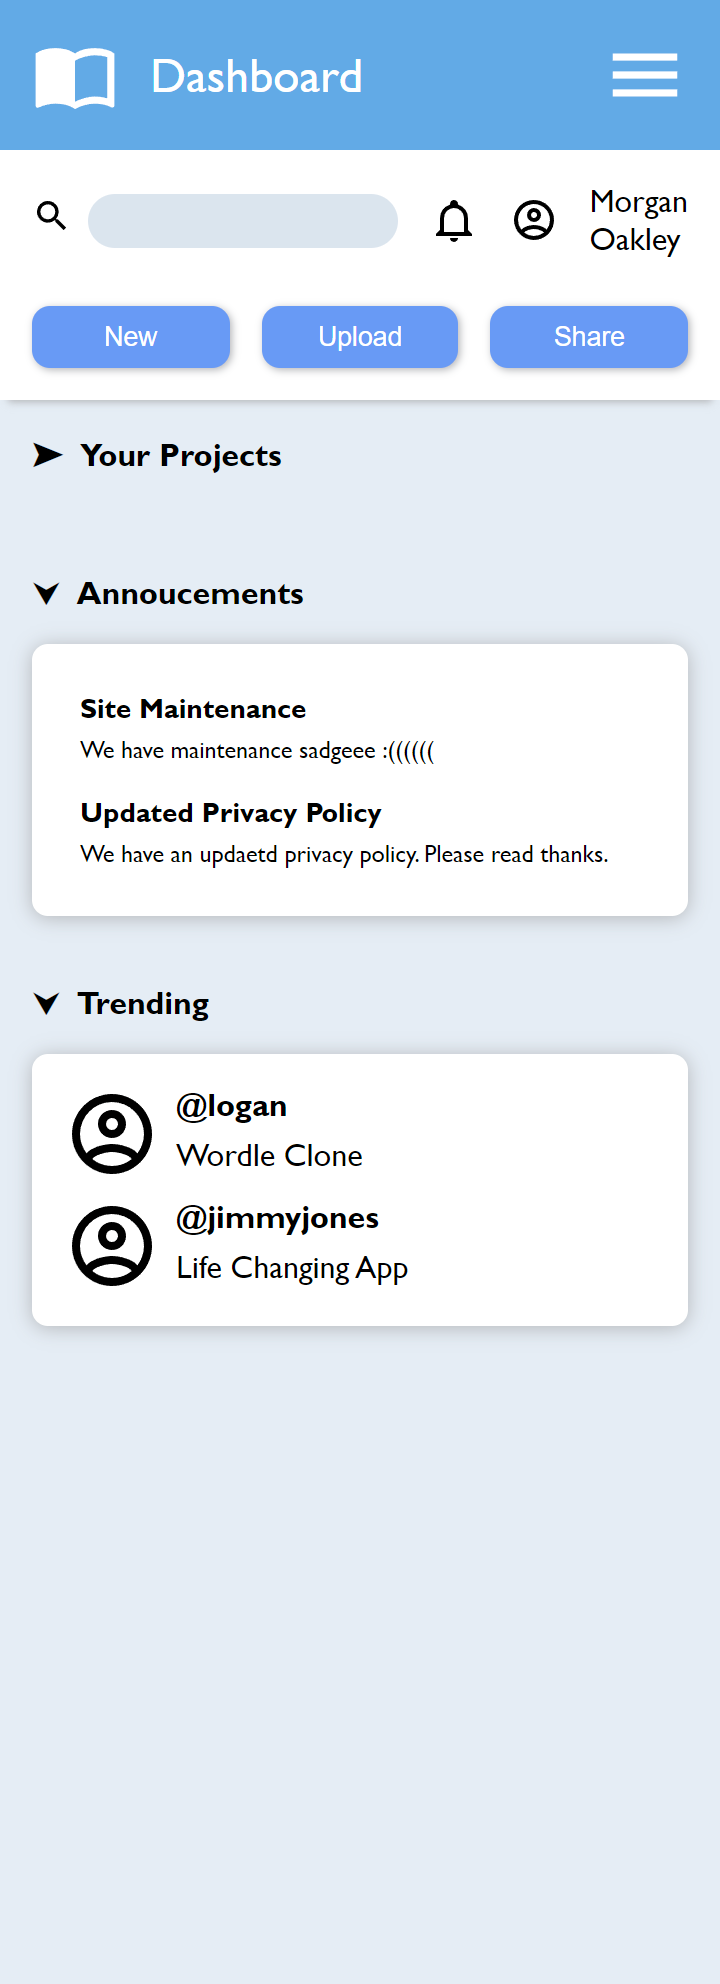 Dashboard
Morgan
Oakley
New
Upload
Share
Your Projects
Annoucements
Site Maintenance
We have maintenance sadgeee :((((((
Updated Privacy Policy
We have an updaetd privacy policy. Please read thanks.
Trending
@logan
Wordle Clone
@jimmyjones
Life Changing App